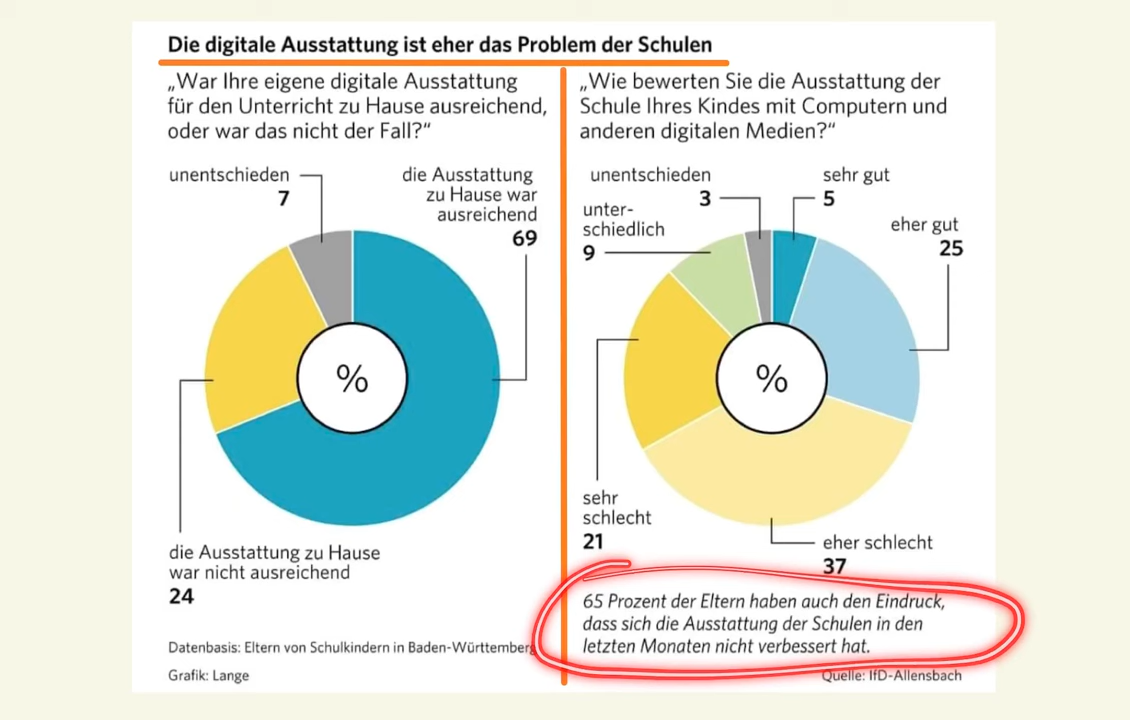 Die digitale Ausstattung ist eher das Problem der Schulen
„War Ihre eigene digitale Ausstattung
für den Unterricht zu Hause ausreichend,
oder war das nicht der Fall?“
unentschieden
7
die Ausstattung
zu Hause war
ausreichend
69
%
die Ausstattung zu Hause
war nicht ausreichend
24
Datenbasis: Eltern von Schulkindern in Baden-Württemberg
Grafik: Lange
„Wie bewerten Sie die Ausstattung der
Schule Ihres Kindes mit Computern und
anderen digitalen Medien?“
unentschieden
3
sehr gut
5
unter-
schiedlich
9
eher gut
25
%
sehr
schlecht
21
eher schlecht
37
65 Prozent der Eltern haben auch den Eindruck,
dass sich die Ausstattung der Schulen in den
letzten Monaten nicht verbessert hat.
Quelle: IfD-Allensbach